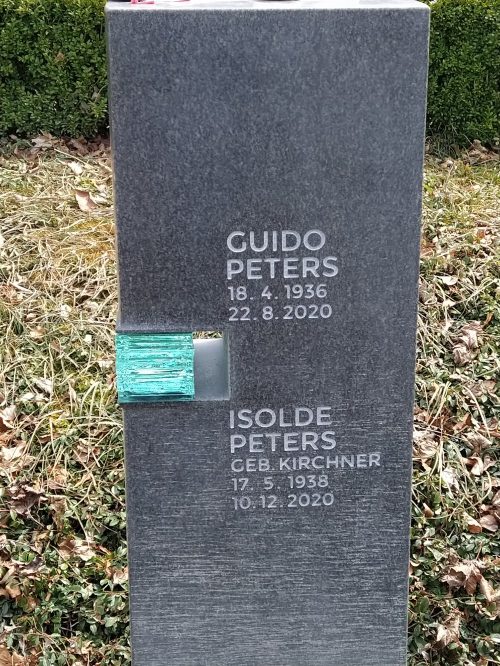 GUIDO
PETERS
18. 4. 1936
22. 8. 2020
ISOLDE
PETERS
GEB. KIRCHNER
17. 5. 1938
10. 12. 2020